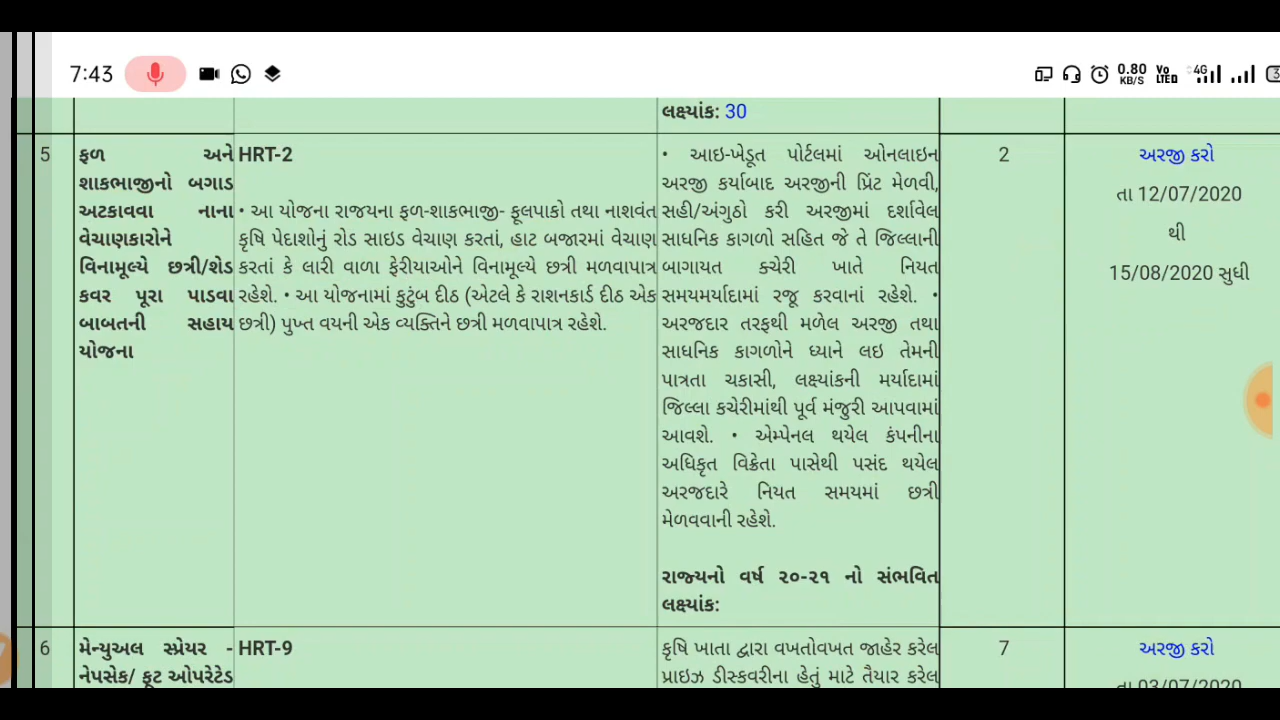 7:43
0.80 KB/S
Vo LTE
4G
લક્ષ્યાંક: 30
5
ફળ અને
શાકભાજીનો બગાડ
અટકાવવા નાના
વેચાણકારોને
વિનામૂલ્યે છત્રી/શેડ
કવર પૂરા પાડવા
બાબતની સહાય
યોજના
HRT-2
• આ યોજના રાજ્યના ફળ-શાકભાજી- ફૂલપાકો તથા નાશવંત
કૃષિ પેદાશોનું રોડ સાઇડ વેચાણ કરતાં, હાટ બજારમાં વેચાણ
કરતાં કે લારી વાળા ફેરીયાઓને વિનામૂલ્યે છત્રી મળવાપાત્ર
રહેશે. • આ યોજનામાં કુટુંબ દીઠ (એટલે કે રાશનકાર્ડ દીઠ એક
છત્રી) પુખ્ત વયની એક વ્યક્તિને છત્રી મળવાપાત્ર રહેશે.
• આઇ-ખેડૂત પોર્ટલમાં ઓનલાઇન
અરજી કર્યાબાદ અરજીની પ્રિંટ મેળવી,
સહી/અંગુઠો કરી અરજીમાં દર્શાવેલ
સાધનિક કાગળો સહિત જે તે જિલ્લાની
બાગાયત ક્ચેરી ખાતે નિયત
સમયમર્યાદામાં રજૂ કરવાનાં રહેશે. •
અરજદાર તરફથી મળેલ અરજી તથા
સાધનિક કાગળોને ધ્યાને લઇ તેમની
પાત્રતા ચકાસી, લક્ષ્યાંકની મર્યાદામાં
જિલ્લા કચેરીમાંથી પૂર્વ મંજુરી આપવામાં
આવશે. • એમ્પેનલ થયેલ કંપનીના
અધિકૃત વિક્રેતા પાસેથી પસંદ થયેલ
અરજદારે નિયત સમયમાં છત્રી
મેળવવાની રહેશે.
રાજ્યનો વર્ષ ૨૦-૨૧ નો સંભવિત
લક્ષ્યાંક:
2
અરજી કરો
તા 12/07/2020
થી
15/08/2020 સુધી
6
મેન્યુઅલ સ્પ્રેયર -
નેપસેક/ ફૂટ ઓપરેટેડ
HRT-9
કૃષિ ખાતા દ્વારા વખતોવખત જાહેર કરેલ
પ્રાઇઝ ડીસ્કવરીના હેતું માટે તૈયાર કરેલ
7
અરજી કરો
તા 03/07/2020